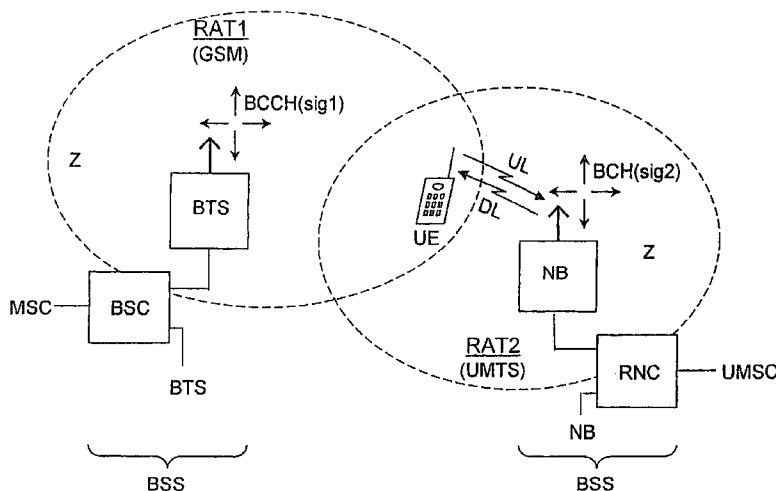 RAT1
(GSM)
BCCH(sig1)
Z
BTS
UE
UL
DL
BCH(sig2)
Z
NB
MSC
BSC
BTS
RAT2
(UMTS)
RNC
UMSC
NB
BSS
BSS